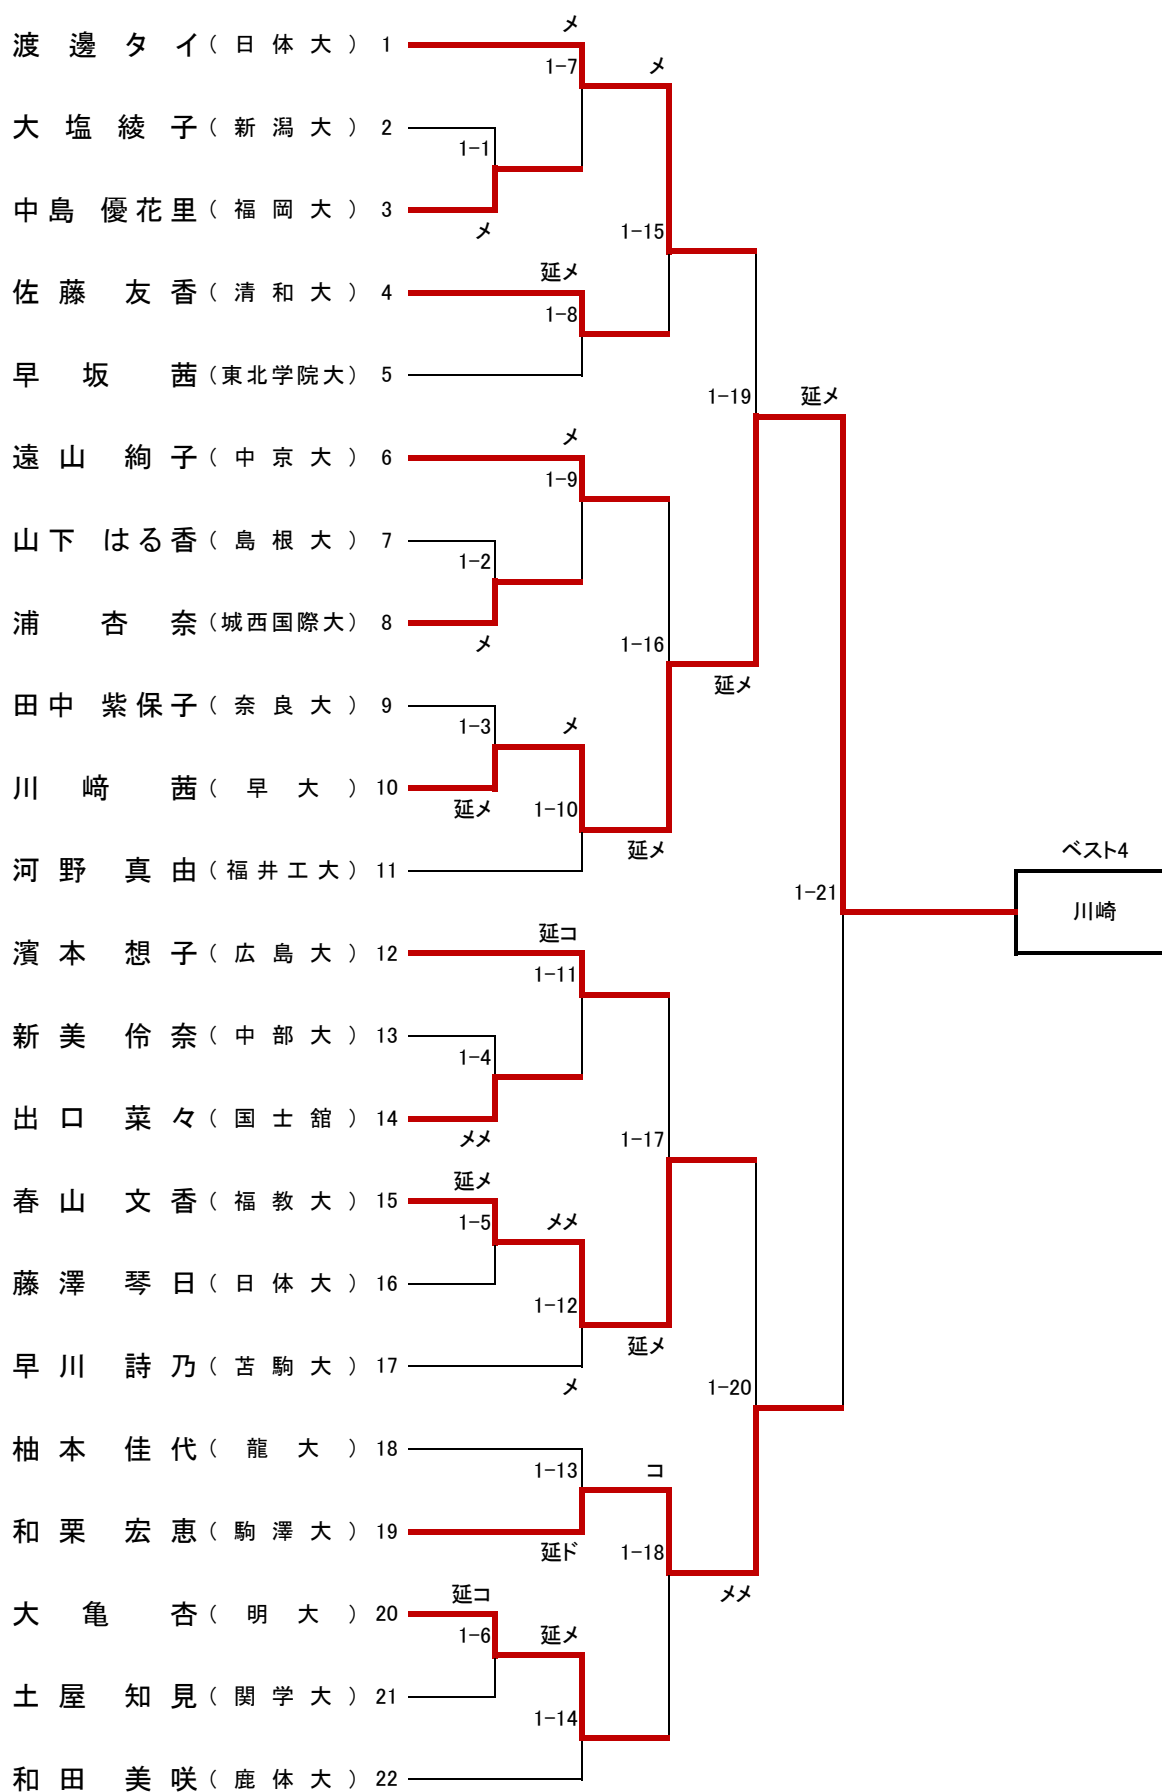 メ
渡邊タイ（日体大）1
1-7
メ
大塩綾子（新潟大）2
1-1
中島 優花里（福岡大）3
メ
1-15
延メ
佐藤 友香（清和大）4
1-8
早坂 茜（東北学院大）5
1-19
延メ
メ
遠山 絢子（中京大）6
1-9
山下 はる香（島根大）7
1-2
浦 杏奈（城西国際大）8
メ
1-16
延メ
田中 紫保子（奈良大）9
1-3
メ
川﨑 茜（早大）10
延メ
1-10
延メ
河野 真由（福井工大）11
ベスト4
1-21
川崎
延コ
濱本 想子（広島大）12
1-11
新美 伶奈（中部大）13
1-4
出口 菜々（国士舘）14
メメ
1-17
延メ
春山 文香（福教大）15
1-5
メメ
藤澤 琴日（日体大）16
1-12
延メ
早川 詩乃（苫駒大）17
メ
1-20
柚本 佳代（龍大）18
1-13
コ
和栗 宏恵（駒澤大）19
延ド
1-18
メメ
延コ
大亀 杏（明大）20
1-6
延メ
土屋 知見（関学大）21
1-14
和田 美咲（鹿体大）22